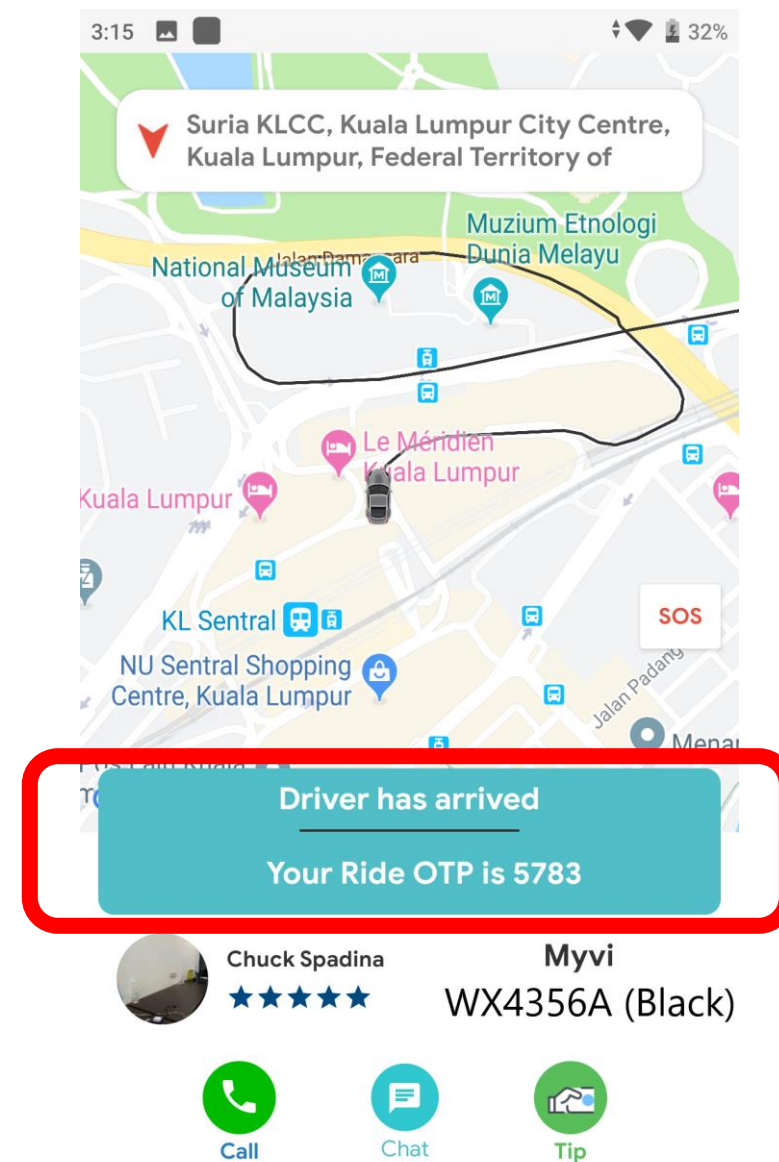 3:15
32%
Suria KLCC, Kuala Lumpur City Centre,
Kuala Lumpur, Federal Territory of
Muzium Etnologi
Dunia Melayu
National Museum
of Malaysia
Le Méridien
Kuala Lumpur
Kuala Lumpur
KL Sentral
SOS
NU Sentral Shopping
Centre, Kuala Lumpur
Jalan Padang
Driver has arrived
Your Ride OTP is 5783
Chuck Spadina
Myvi
WX4356A (Black)
Call
Chat
Tip